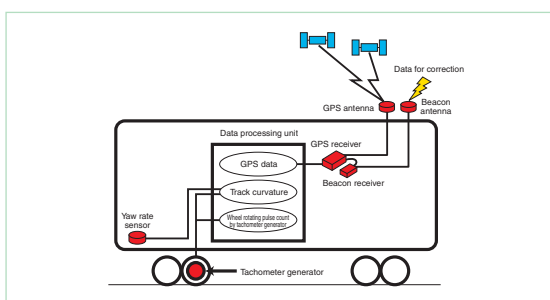 Data for correction
GPS antenna
Beacon
antenna
Data processing unit
GPS receiver
GPS data
Beacon receiver
Track curvature
Yaw rate
sensor
Wheel rotating pulse count
by tachometer generator
Tachometer generator